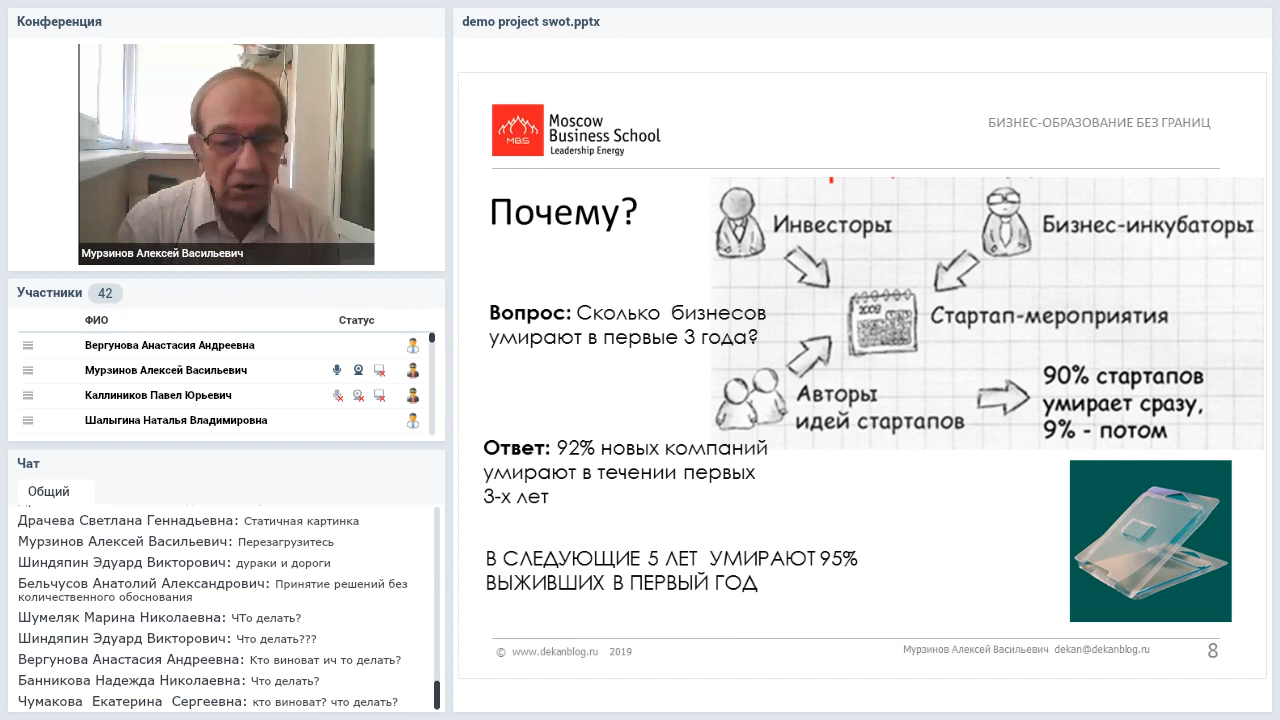 Конференция
Мурзинов Алексей Васильевич
Участники 42
ФИО Статус
Вергунова Анастасия Андреевна
Мурзинов Алексей Васильевич
Каллиников Павел Юрьевич
Шалыгина Наталья Владимировна
Чат
Общий
Драчева Светлана Геннадьевна: Статичная картинка
Мурзинов Алексей Васильевич: Перезагрузитесь
Шиндяпин Эдуард Викторович: дураки и дороги
Бельчусов Анатолий Александрович: Принятие решений без
количественного обоснования
Шумеляк Марина Николаевна: ЧТо делать?
Шиндяпин Эдуард Викторович: Что делать???
Вергунова Анастасия Андреевна: Кто виноват ич то делать?
Банникова Надежда Николаевна: Что делать?
Чумакова Екатерина Сергеевна: кто виноват? что делать?
demo project swot.pptx
MBS
Moscow
Business School
Leadership Energy
БИЗНЕС-ОБРАЗОВАНИЕ БЕЗ ГРАНИЦ
Почему?
Инвесторы
Бизнес-инкубаторы
2008
Стартап-мероприятия
Авторы
идей стартапов
90% стартапов
умирает сразу,
9% - потом
Вопрос: Сколько бизнесов
умирают в первые 3 года?
Ответ: 92% новых компаний
умирают в течении первых
3-х лет
В СЛЕДУЮЩИЕ 5 ЛЕТ УМИРАЮТ 95%
ВЫЖИВШИХ В ПЕРВЫЙ ГОД
© www.dekanblog.ru 2019
Мурзинов Алексей Васильевич dekan@dekanblog.ru
8